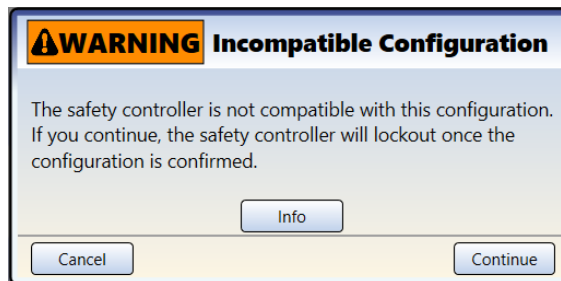 WARNING Incompatible Configuration
The safety controller is not compatible with this configuration.
If you continue, the safety controller will lockout once the
configuration is confirmed.
Info
Cancel Continue